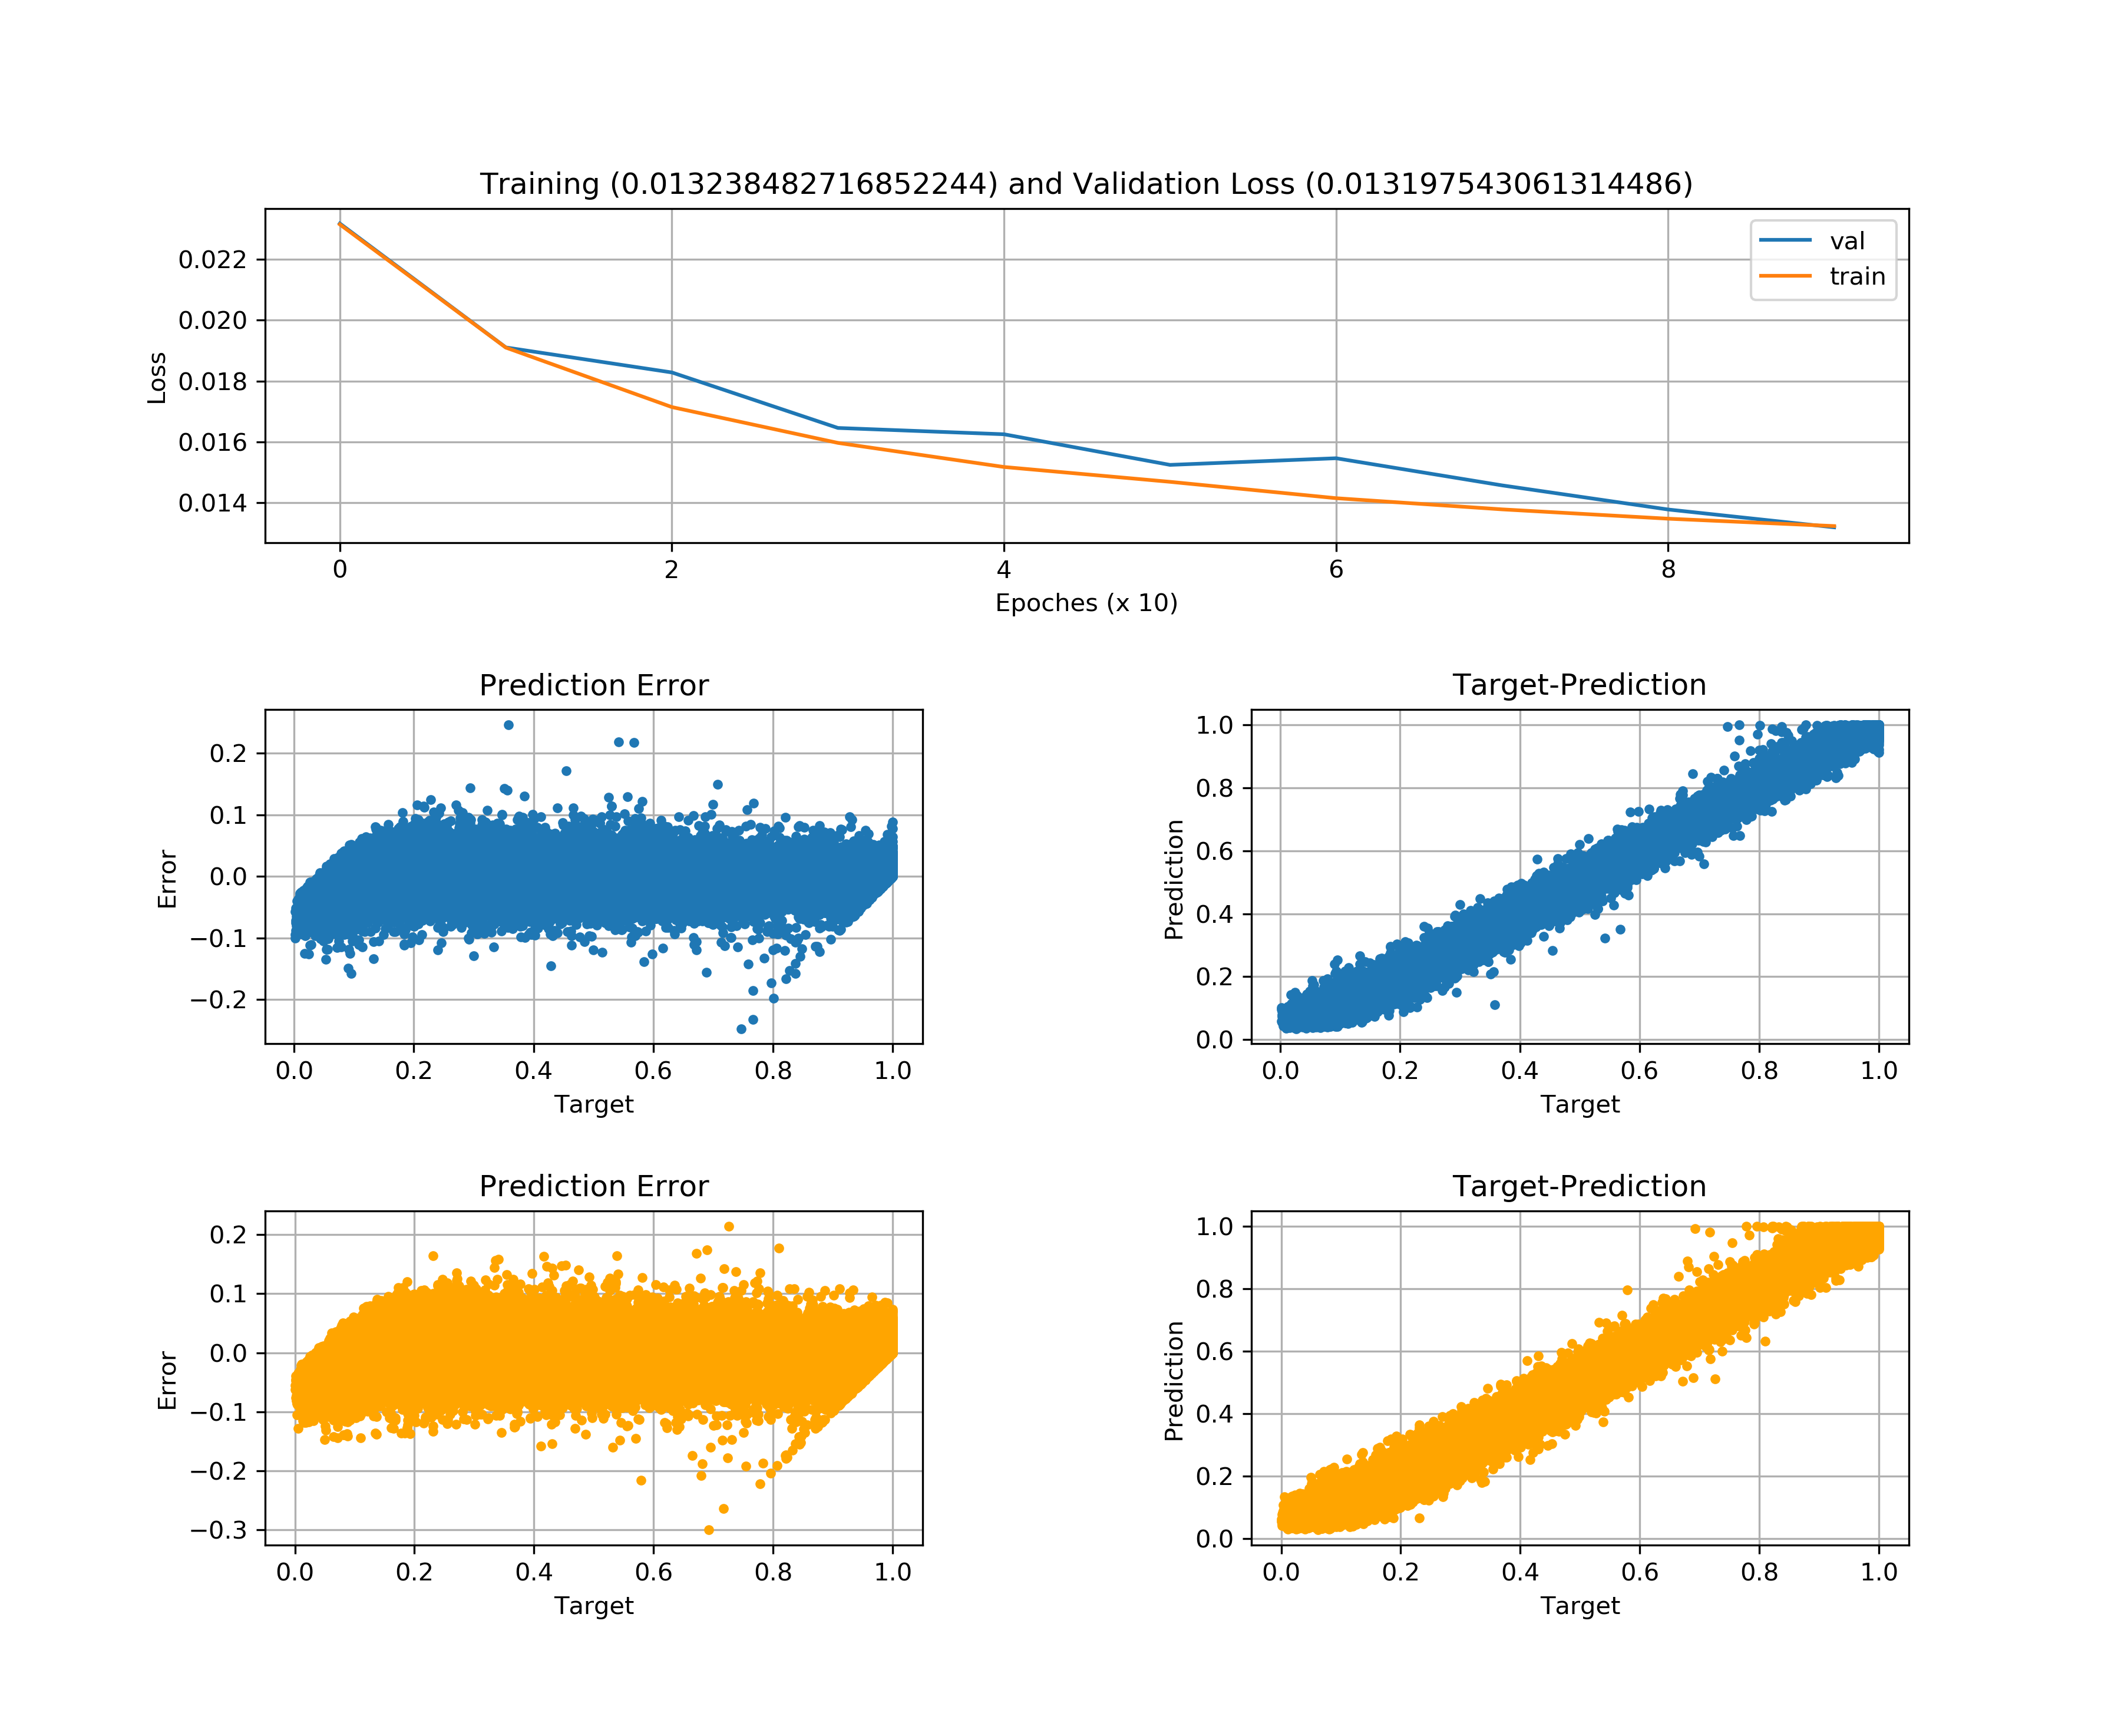 Training (0.013238482716852244) and Validation Loss (0.013197543061314486)
0.022
0.020
0.018
0.016
0.014
Loss
val
train
0 2 4 6 8
Epoches (x 10)
Prediction Error
0.2
0.1
0.0
−0.1
−0.2
Error
0.0 0.2 0.4 0.6 0.8 1.0
Target
Target-Prediction
1.0
0.8
0.6
0.4
0.2
0.0
Prediction
0.0 0.2 0.4 0.6 0.8 1.0
Target
Prediction Error
0.2
0.1
0.0
−0.1
−0.2
−0.3
Error
0.0 0.2 0.4 0.6 0.8 1.0
Target
Target-Prediction
1.0
0.8
0.6
0.4
0.2
0.0
Prediction
0.0 0.2 0.4 0.6 0.8 1.0
Target